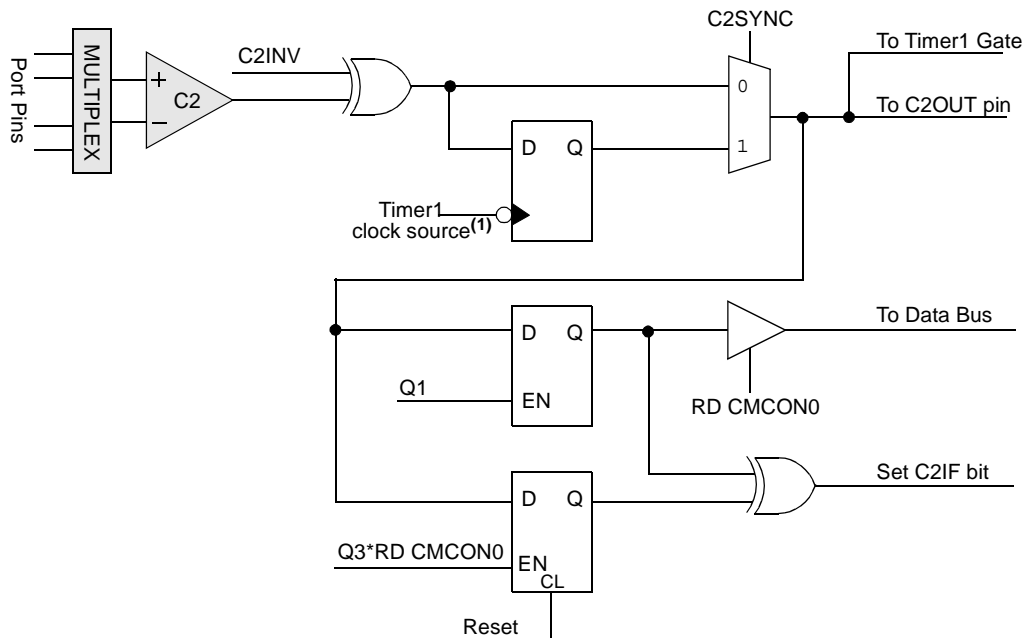 C2SYNC
To Timer1 Gate
C2INV
Port Pins
MULTIPLEX
+
C2
−
0
To C2OUT pin
D Q
1
Timer1
clock source(1)
D Q
To Data Bus
Q1
EN
RD CMCON0
D Q
Set C2IF bit
Q3*RD CMCON0
EN
CL
Reset